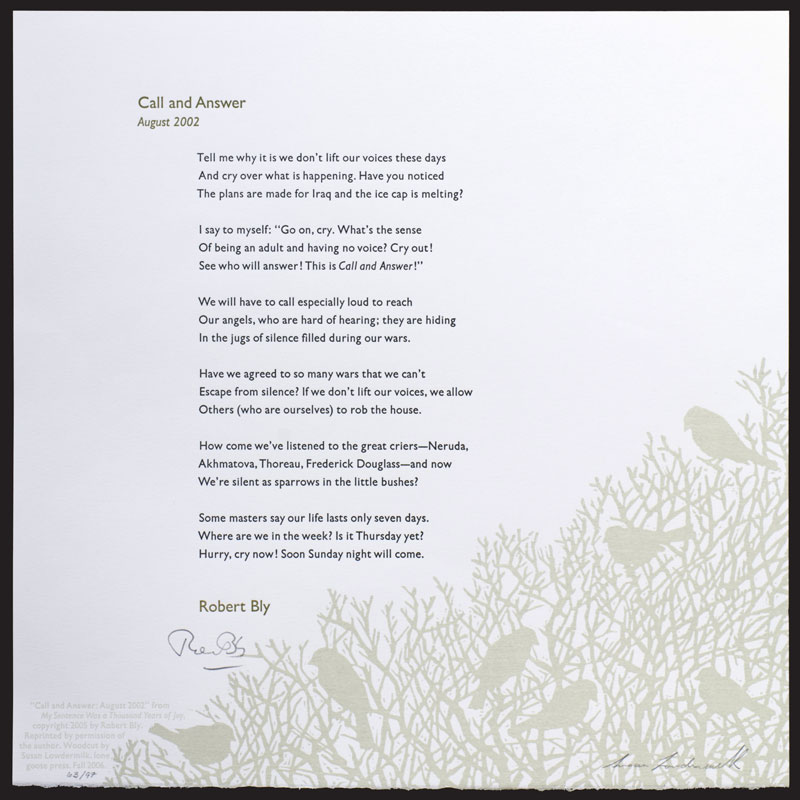 Call and Answer
August 2002
Tell me why it is we don't lift our voices these days
And cry over what is happening. Have you noticed
The plans are made for Iraq and the ice cap is melting?
I say to myself: “Go on, cry. What's the sense
Of being an adult and having no voice? Cry out!
See who will answer! This is Call and Answer!”
We will have to call especially loud to reach
Our angels, who are hard of hearing; they are hiding
In the jugs of silence filled during our wars.
Have we agreed to so many wars that we can't
Escape from silence? If we don't lift our voices, we allow
Others (who are ourselves) to rob the house.
How come we've listened to the great criers—Neruda,
Akhmatova, Thoreau, Frederick Douglass—and now
We're silent as sparrows in the little bushes?
Some masters say our life lasts only seven days.
Where are we in the week? Is it Thursday yet?
Hurry, cry now! Soon Sunday night will come.
Robert Bly
“Call and Answer: August 2002” from
My Sentence Was a Thousand Years of Joy,
copyright 2005 by Robert Bly.
Reprinted by permission of
the author. Woodcut by
Susan Lowdermilk, lone
goose press. Fall 2006.